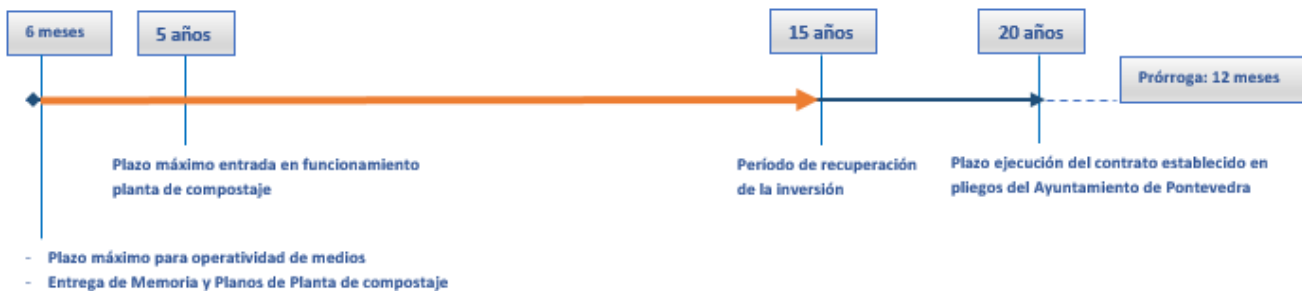 6 meses
5 años
15 años
20 años
Prórroga: 12 meses
Plazo máximo entrada en funcionamiento
planta de compostaje
Período de recuperación
de la inversión
Plazo ejecución del contrato establecido en
pliegos del Ayuntamiento de Pontevedra
- Plazo máximo para operatividad de medios
- Entrega de Memoria y Planos de Planta de compostaje